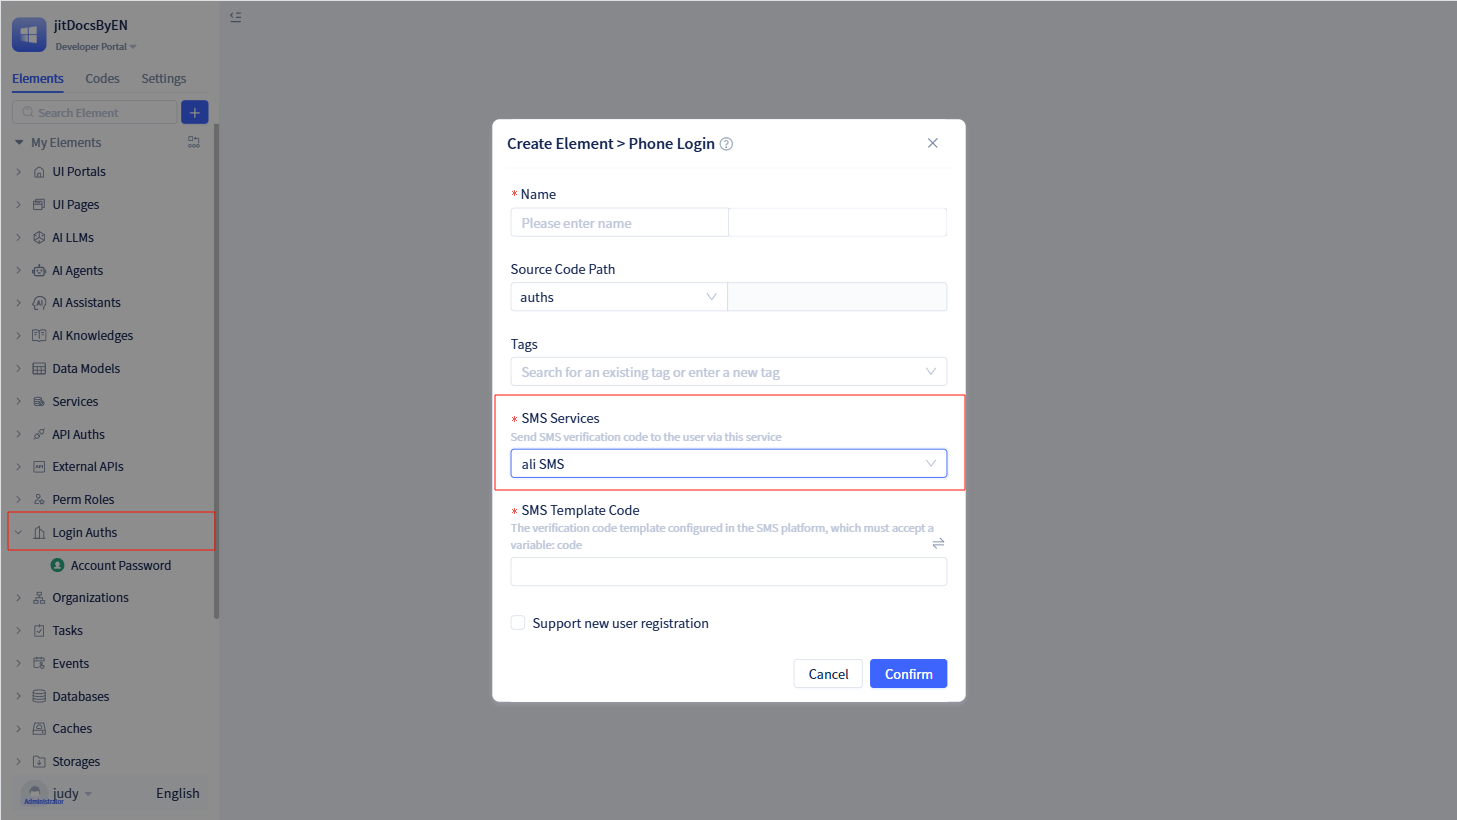 jitDocsByEN
Developer Portal
Elements
Codes
Settings
Search Element
My Elements
UI Portals
UI Pages
AI LLMs
AI Agents
AI Assistants
AI Knowledges
Data Models
Services
API Auths
External APIs
Perm Roles
Login Auths
Account Password
Organizations
Tasks
Events
Databases
Caches
Storages
judy
Administrator
English
Create Element > Phone Login
* Name
Please enter name
Source Code Path
auths
Tags
Search for an existing tag or enter a new tag
* SMS Services
Send SMS verification code to the user via this service
ali SMS
* SMS Template Code
The verification code template configured in the SMS platform, which must accept a
variable: code
Support new user registration
Cancel
Confirm